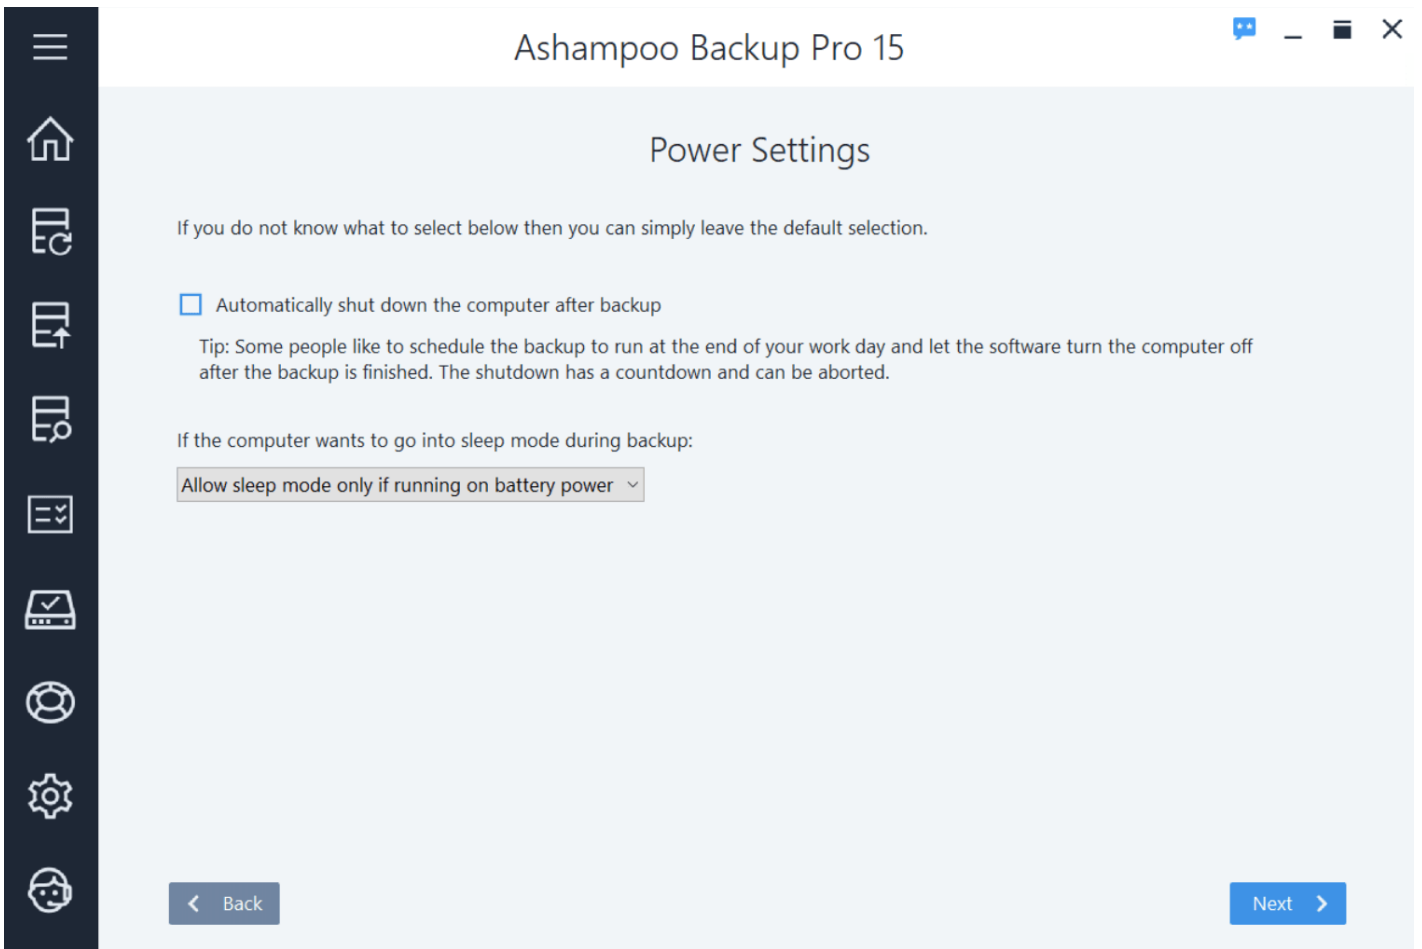 Ashampoo Backup Pro 15
Power Settings
If you do not know what to select below then you can simply leave the default selection.
Automatically shut down the computer after backup
Tip: Some people like to schedule the backup to run at the end of your work day and let the software turn the computer off
after the backup is finished. The shutdown has a countdown and can be aborted.
If the computer wants to go into sleep mode during backup:
Allow sleep mode only if running on battery power
Back
Next